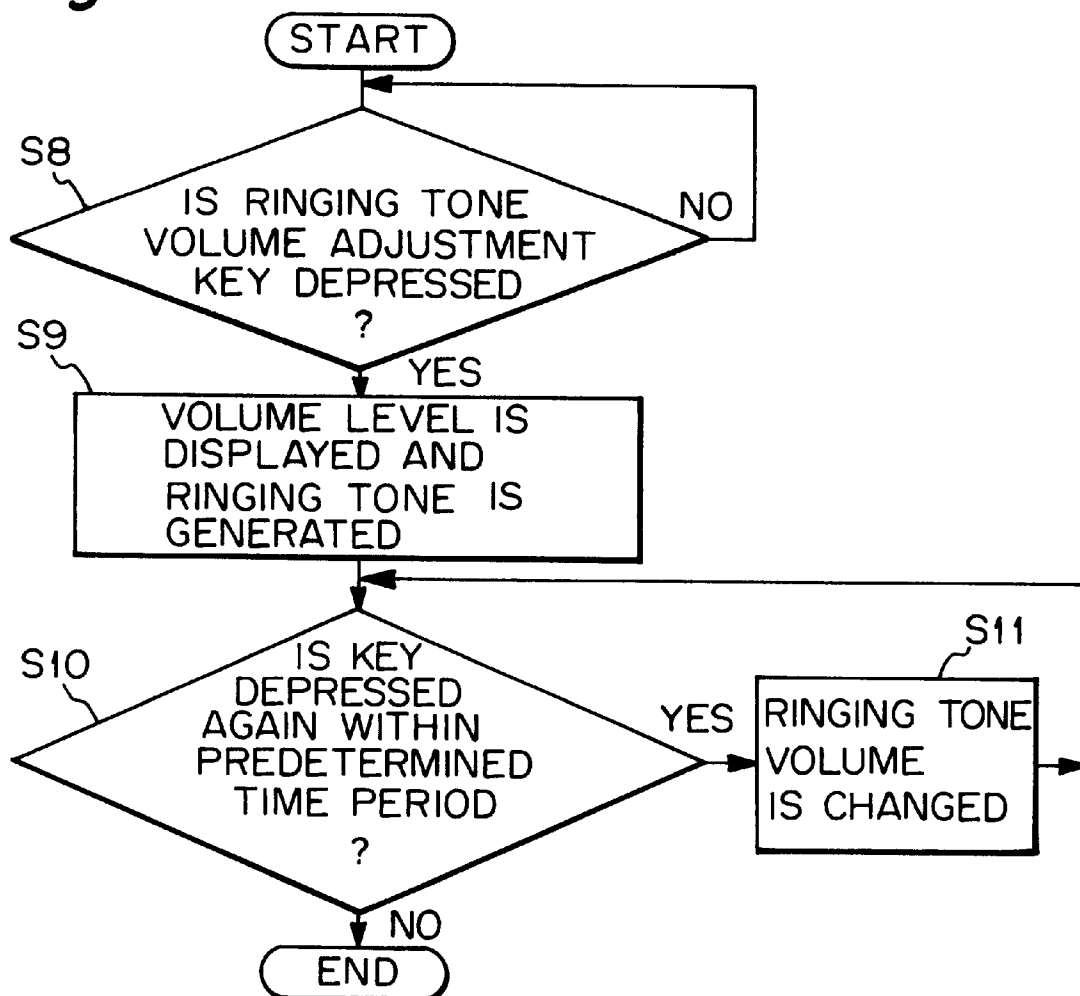 START
S8
IS RINGING TONE
VOLUME ADJUSTMENT
KEY DEPRESSED
?
NO
YES
S9
VOLUME LEVEL IS
DISPLAYED AND
RINGING TONE IS
GENERATED
S10
IS KEY
DEPRESSED
AGAIN WITHIN
PREDETERMINED
TIME PERIOD
?
YES
S11
RINGING TONE
VOLUME
IS CHANGED
NO
END